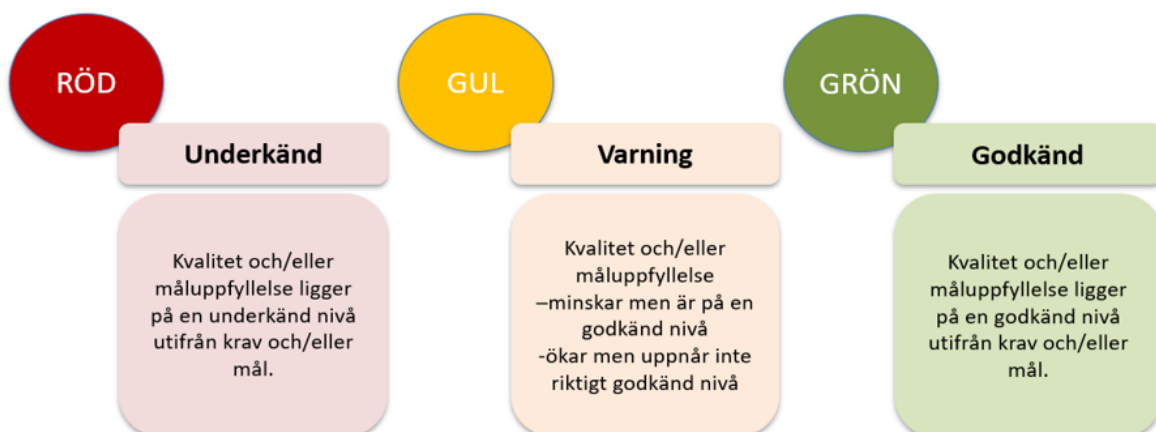 RÖD
Underkänd
Kvalitet och/eller
måluppfyllelse ligger
på en underkänd nivå
utifrån krav och/eller
mål.
GUL
Varning
Kvalitet och/eller
måluppfyllelse
–minskar men är på en
godkänd nivå
-ökar men uppnår inte
riktigt godkänd nivå
GRÖN
Godkänd
Kvalitet och/eller
måluppfyllelse ligger
på en godkänd nivå
utifrån krav och/eller
mål.